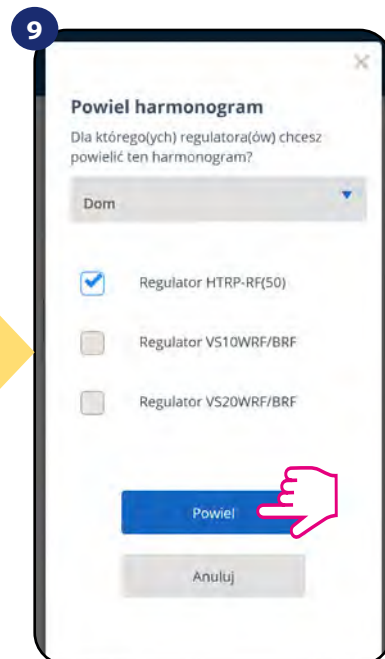 9
Powiel harmonogram
Dla którego(ych) regulatora(ów) chcesz
powielić ten harmonogram?
Dom
Regulator HTRP-RF(50)
Regulator VS10WRF/BRF
Regulator VS20WRF/BRF
Powiel
Anuluj